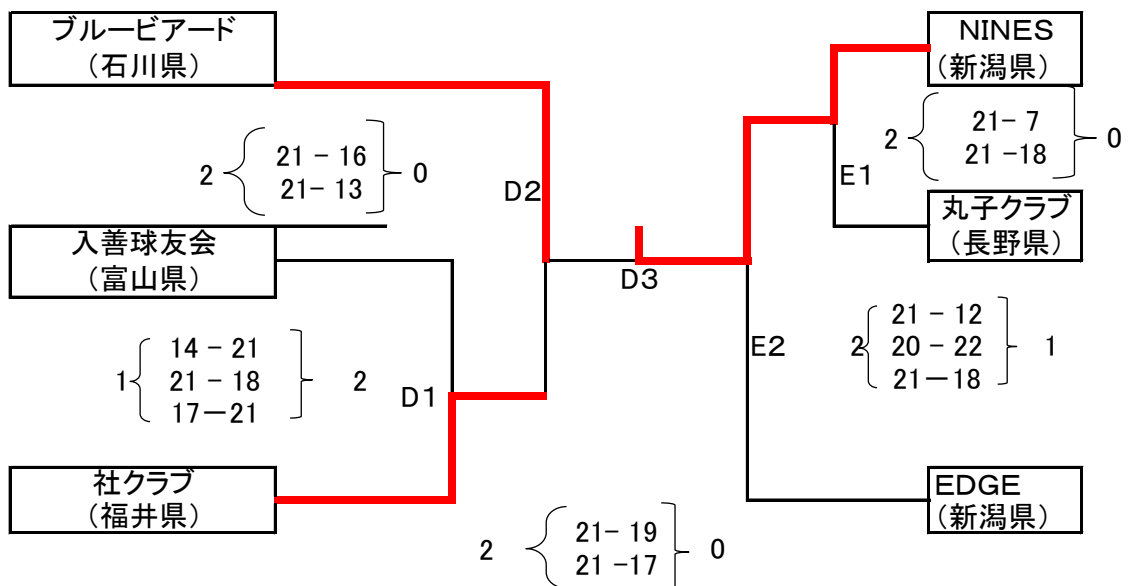 ブルービアード
（石川県）
NINES
（新潟県）
2
21－16
21－13
0
D2
2
21－7
21－18
0
E1
入善球友会
（富山県）
丸子クラブ
（長野県）
D3
1
14－21
21－18
17－21
2
D1
E2
2
21－12
20－22
21－18
1
社クラブ
（福井県）
EDGE
（新潟県）
2
21－19
21－17
0